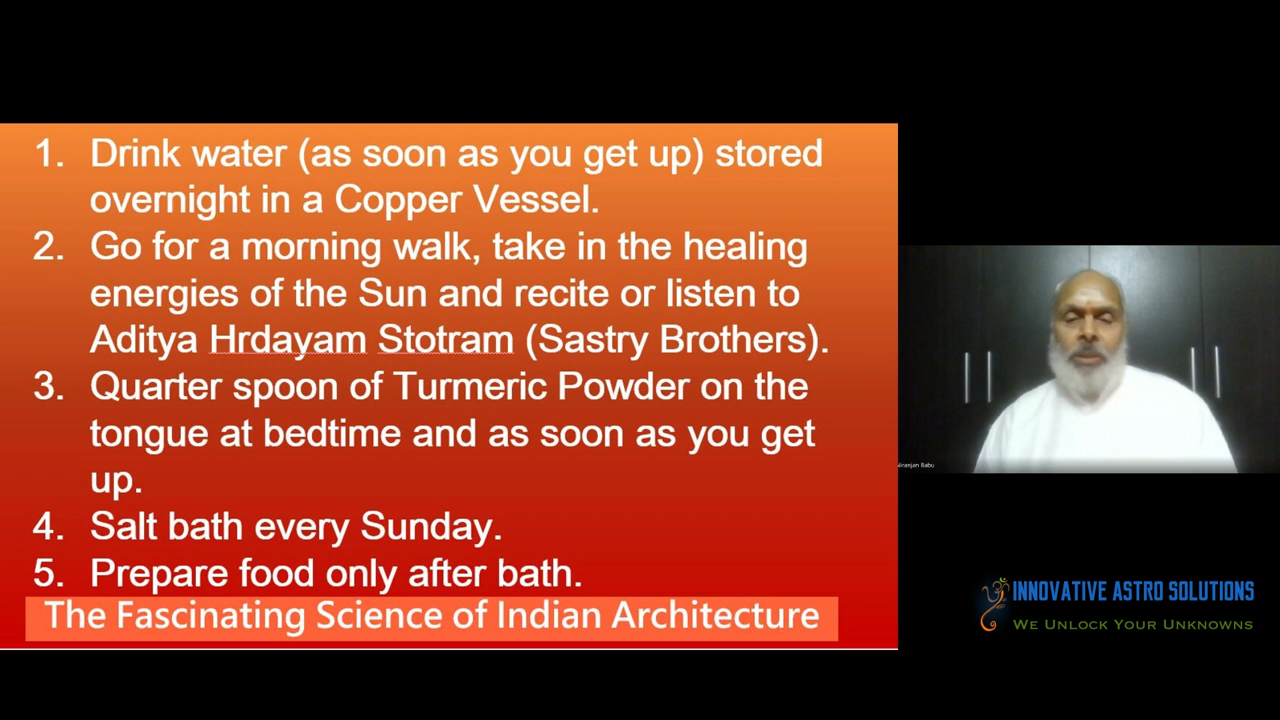 1. Drink water (as soon as you get up) stored
overnight in a Copper Vessel.
2. Go for a morning walk, take in the healing
energies of the Sun and recite or listen to
Aditya Hrdayam Stotram (Sastry Brothers).
3. Quarter spoon of Turmeric Powder on the
tongue at bedtime and as soon as you get
up.
4. Salt bath every Sunday.
5. Prepare food only after bath.
The Fascinating Science of Indian Architecture
Niranjan Babu
INNOVATIVE ASTRO SOLUTIONS
WE UNLOCK YOUR UNKNOWNS